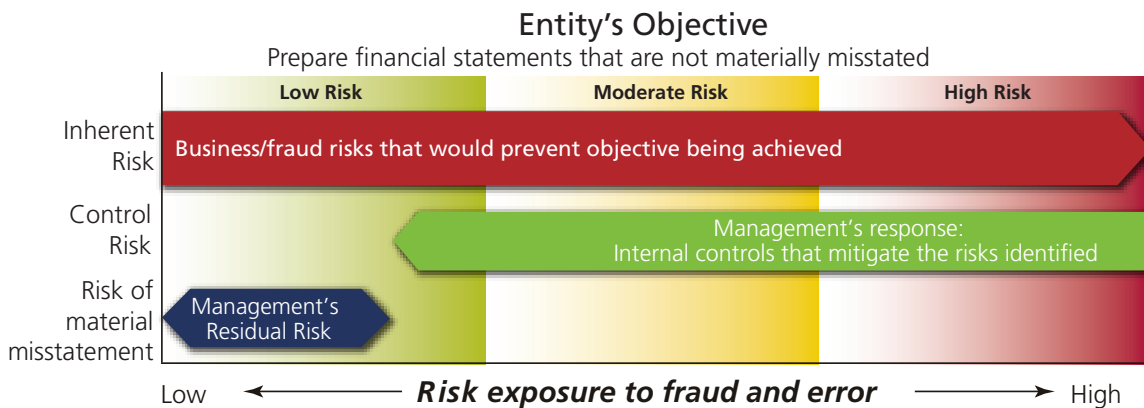 Entity's Objective
Prepare financial statements that are not materially misstated
Low Risk
Moderate Risk
High Risk
Inherent
Risk
Business/fraud risks that would prevent objective being achieved
Control
Risk
Management's response:
Internal controls that mitigate the risks identified
Risk of
material
misstatement
Management's
Residual Risk
Low
Risk exposure to fraud and error
High